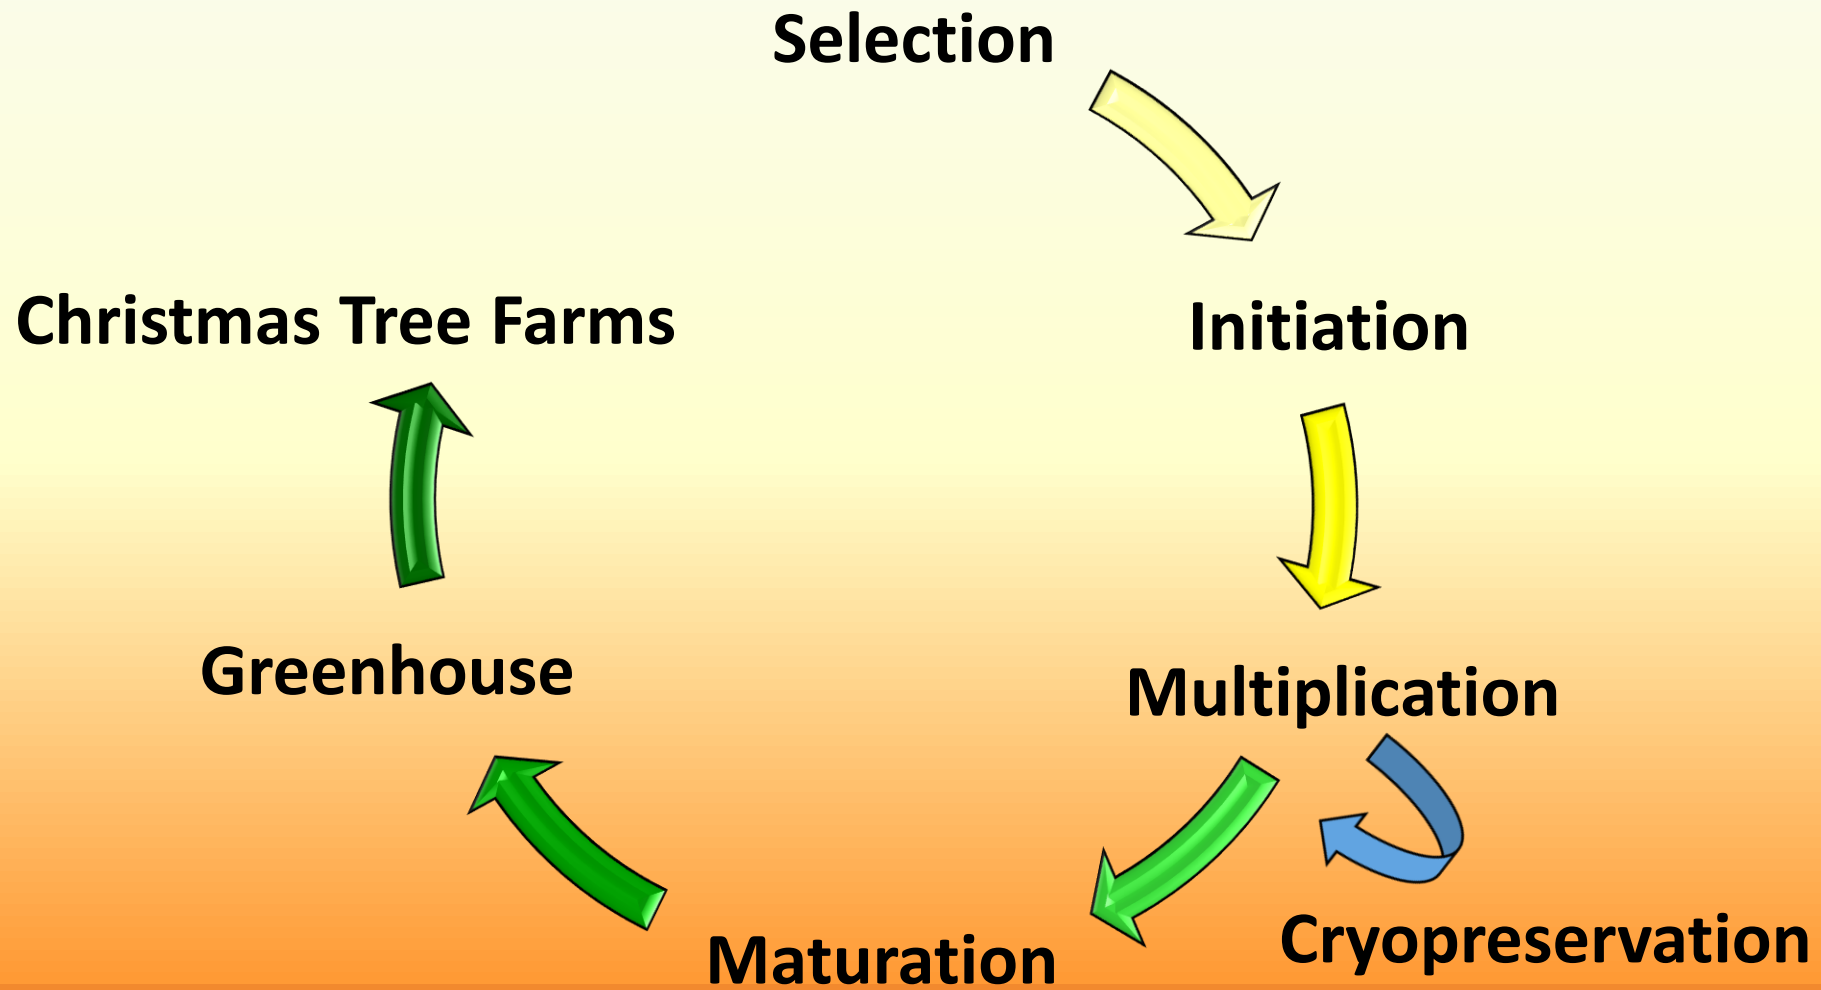 Selection
Initiation
Multiplication
Cryopreservation
Maturation
Greenhouse
Christmas Tree Farms